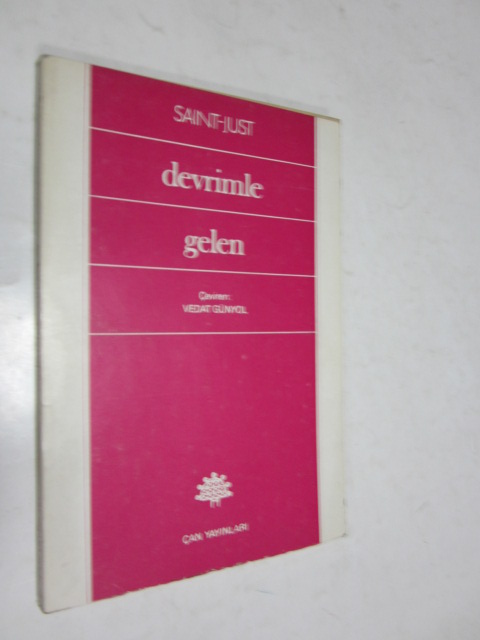 SAINT-JUST
devrimle
gelen
Çeviren:
VEDAT GÜNYOL
ÇAN YAYINLARI